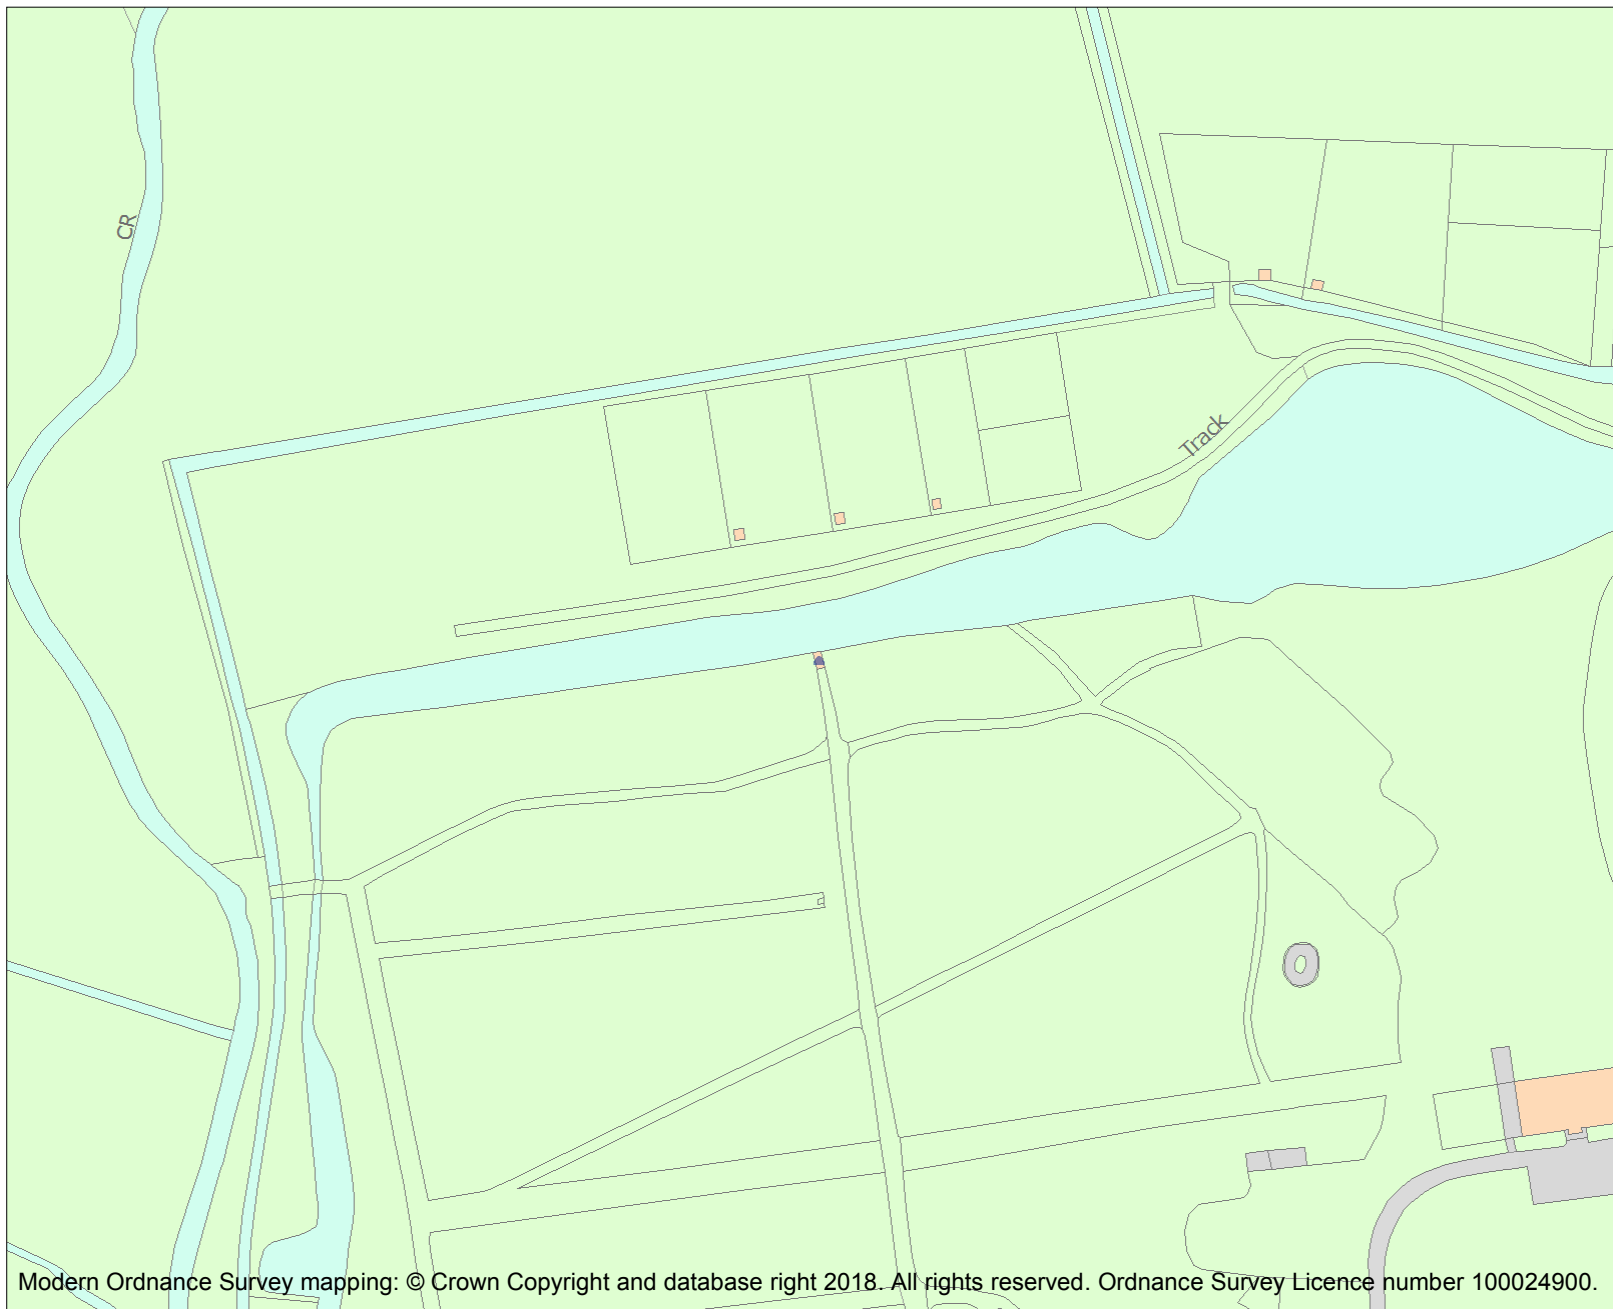 CR
Track
Modern Ordnance Survey mapping: © Crown Copyright and database right 2018. All rights reserved. Ordnance Survey Licence number 100024900.